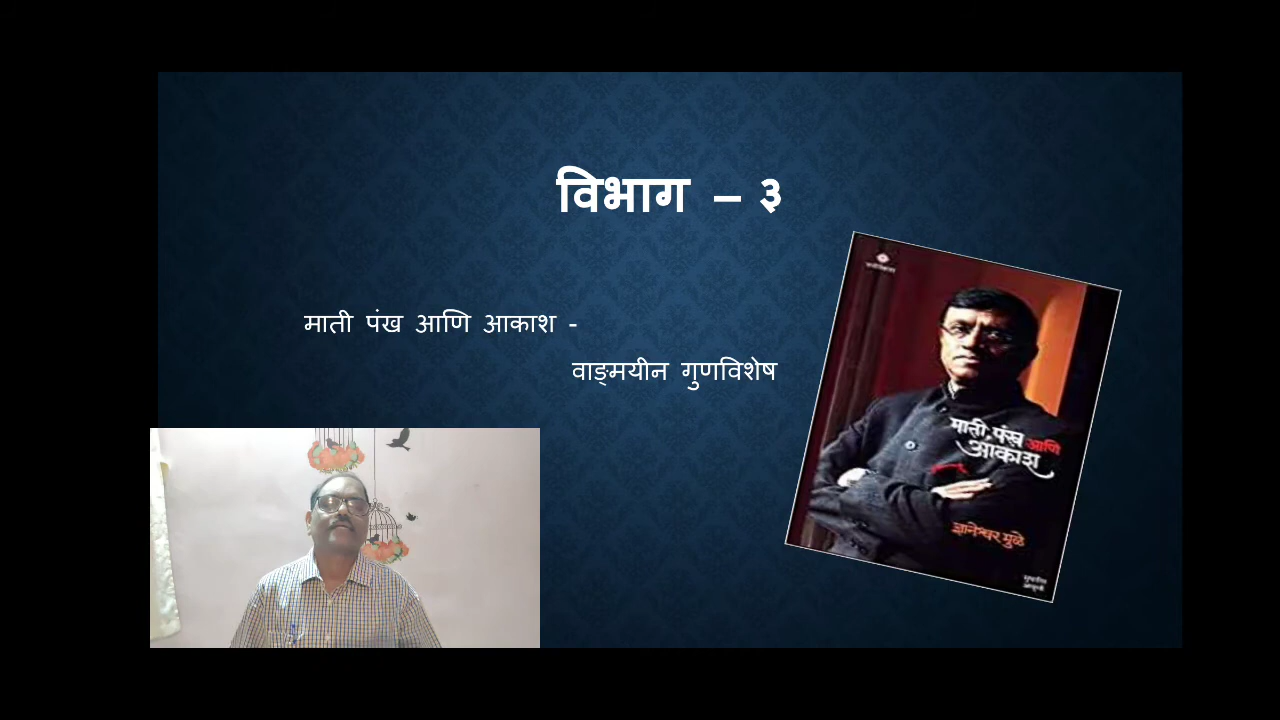 विभाग – ३
माती पंख आणि आकाश -
वाङ्मयीन गुणविशेष
माती पंख आणि
आकाश
ज्ञानेश्वर मुळे